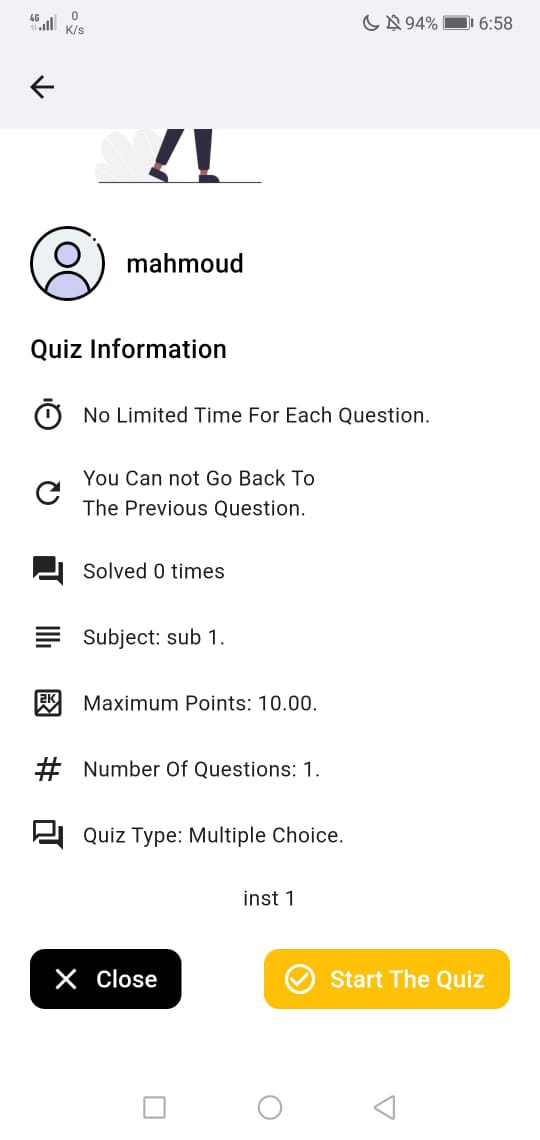 4G 0 K/s 94% 6:58
mahmoud
Quiz Information
No Limited Time For Each Question.
You Can not Go Back To
The Previous Question.
Solved 0 times
Subject: sub 1.
2K
Maximum Points: 10.00.
# Number Of Questions: 1.
Quiz Type: Multiple Choice.
inst 1
Close
Start The Quiz